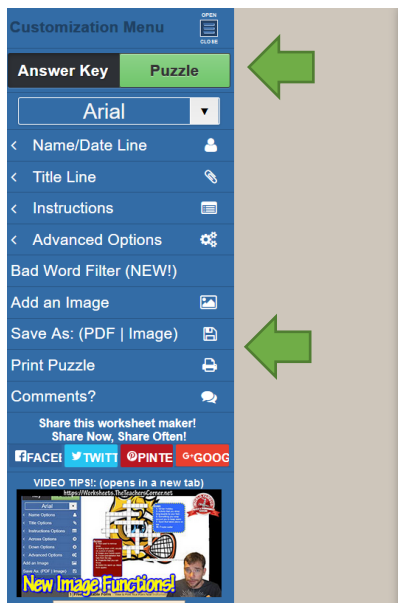 OPEN
Customization Menu
CLOSE
Answer Key Puzzle
Arial
Name/Date Line
Title Line
Instructions
Advanced Options
Bad Word Filter (NEW!)
Add an Image
Save As: (PDF | Image)
Print Puzzle
Comments?
Share this worksheet maker!
Share Now, Share Often!
FACEI TWITT PINTE G+ GOOG
VIDEO TIPS!: (opens in a new tab)
https://Worksheets.TheTeachersCorner.net
Arial
Name Options
Title Options
Instructions Options
Across Options
Down Options
Advanced Options
Add an Image
Save As: (PDF | Image)
New Image Functions!